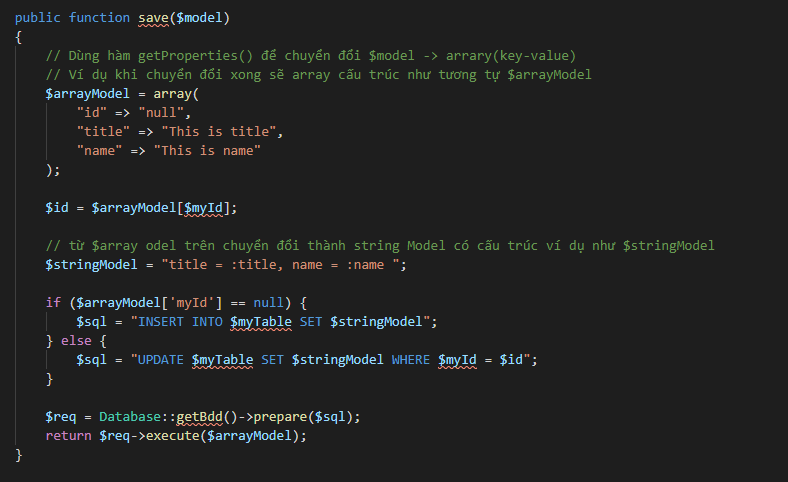 public function save($model)
{
// Dùng hàm getProperties() để chuyển đổi $model -> arrary(key-value)
// Ví dụ khi chuyển đổi xong sẽ array cấu trúc như tương tự $arrayModel
$arrayModel = array(
"id" => "null",
"title" => "This is title",
"name" => "This is name"
);
$id = $arrayModel[$myId];
// từ $array odel trên chuyển đổi thành string Model có cấu trúc ví dụ như $stringModel
$stringModel = "title = :title, name = :name ";
if ($arrayModel['myId'] == null) {
$sql = "INSERT INTO $myTable SET $stringModel";
} else {
$sql = "UPDATE $myTable SET $stringModel WHERE $myId = $id";
}
$req = Database::getBdd()->prepare($sql);
return $req->execute($arrayModel);
}